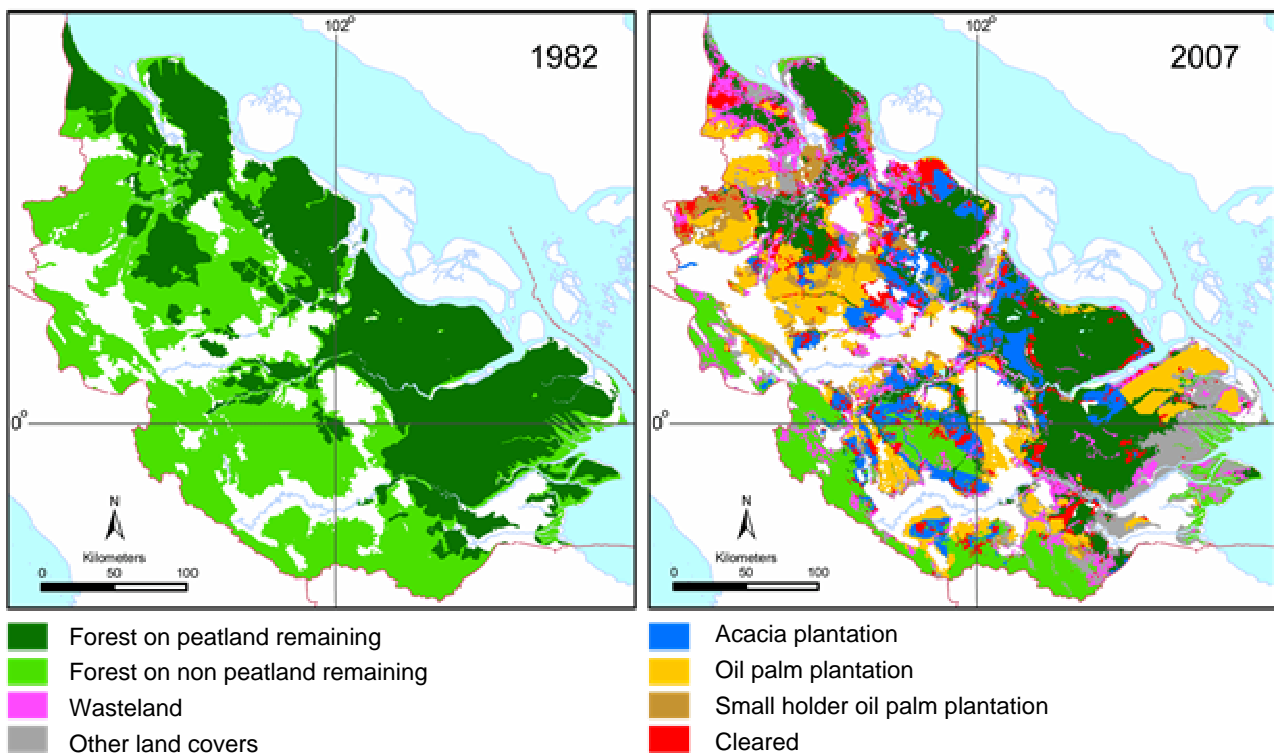 102°
1982
0°
N
Kilometers
0 50 100
102°
2007
0°
N
Kilometers
0 50 100
Forest on peatland remaining
Forest on non peatland remaining
Wasteland
Other land covers
Acacia plantation
Oil palm plantation
Small holder oil palm plantation
Cleared